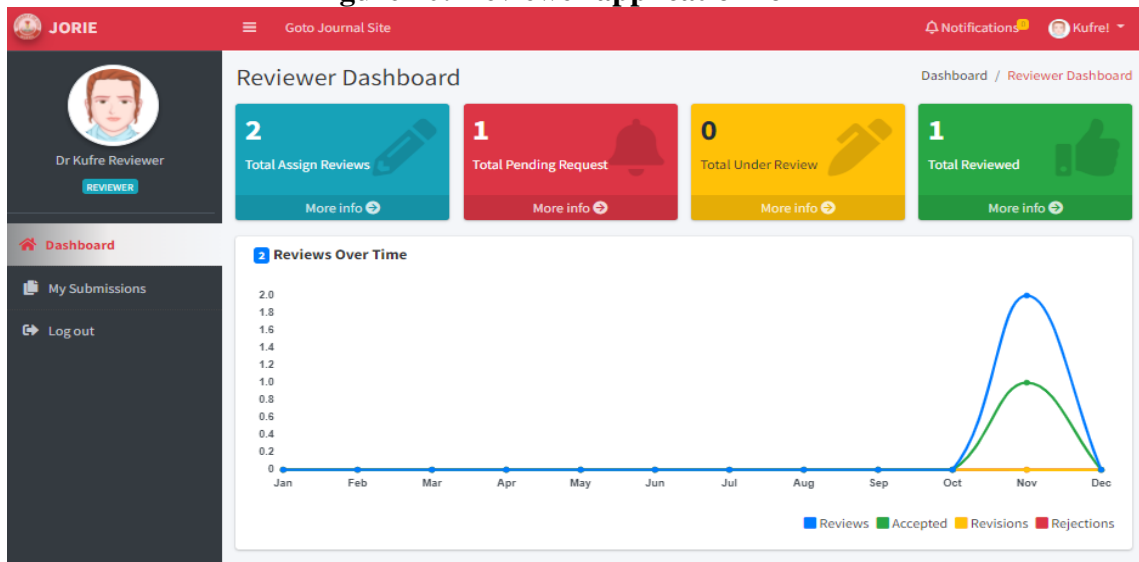 JORIE
Goto Journal Site
Notifications 0
Kufre!
Dr Kufre Reviewer
REVIEWER
Dashboard
My Submissions
Log out
Reviewer Dashboard
Dashboard / Reviewer Dashboard
2
Total Assign Reviews
More info
1
Total Pending Request
More info
0
Total Under Review
More info
1
Total Reviewed
More info
2 Reviews Over Time
2.0
1.8
1.6
1.4
1.2
1.0
0.8
0.6
0.4
0.2
0
Jan Feb Mar Apr May Jun Jul Aug Sep Oct Nov Dec
Reviews Accepted Revisions Rejections